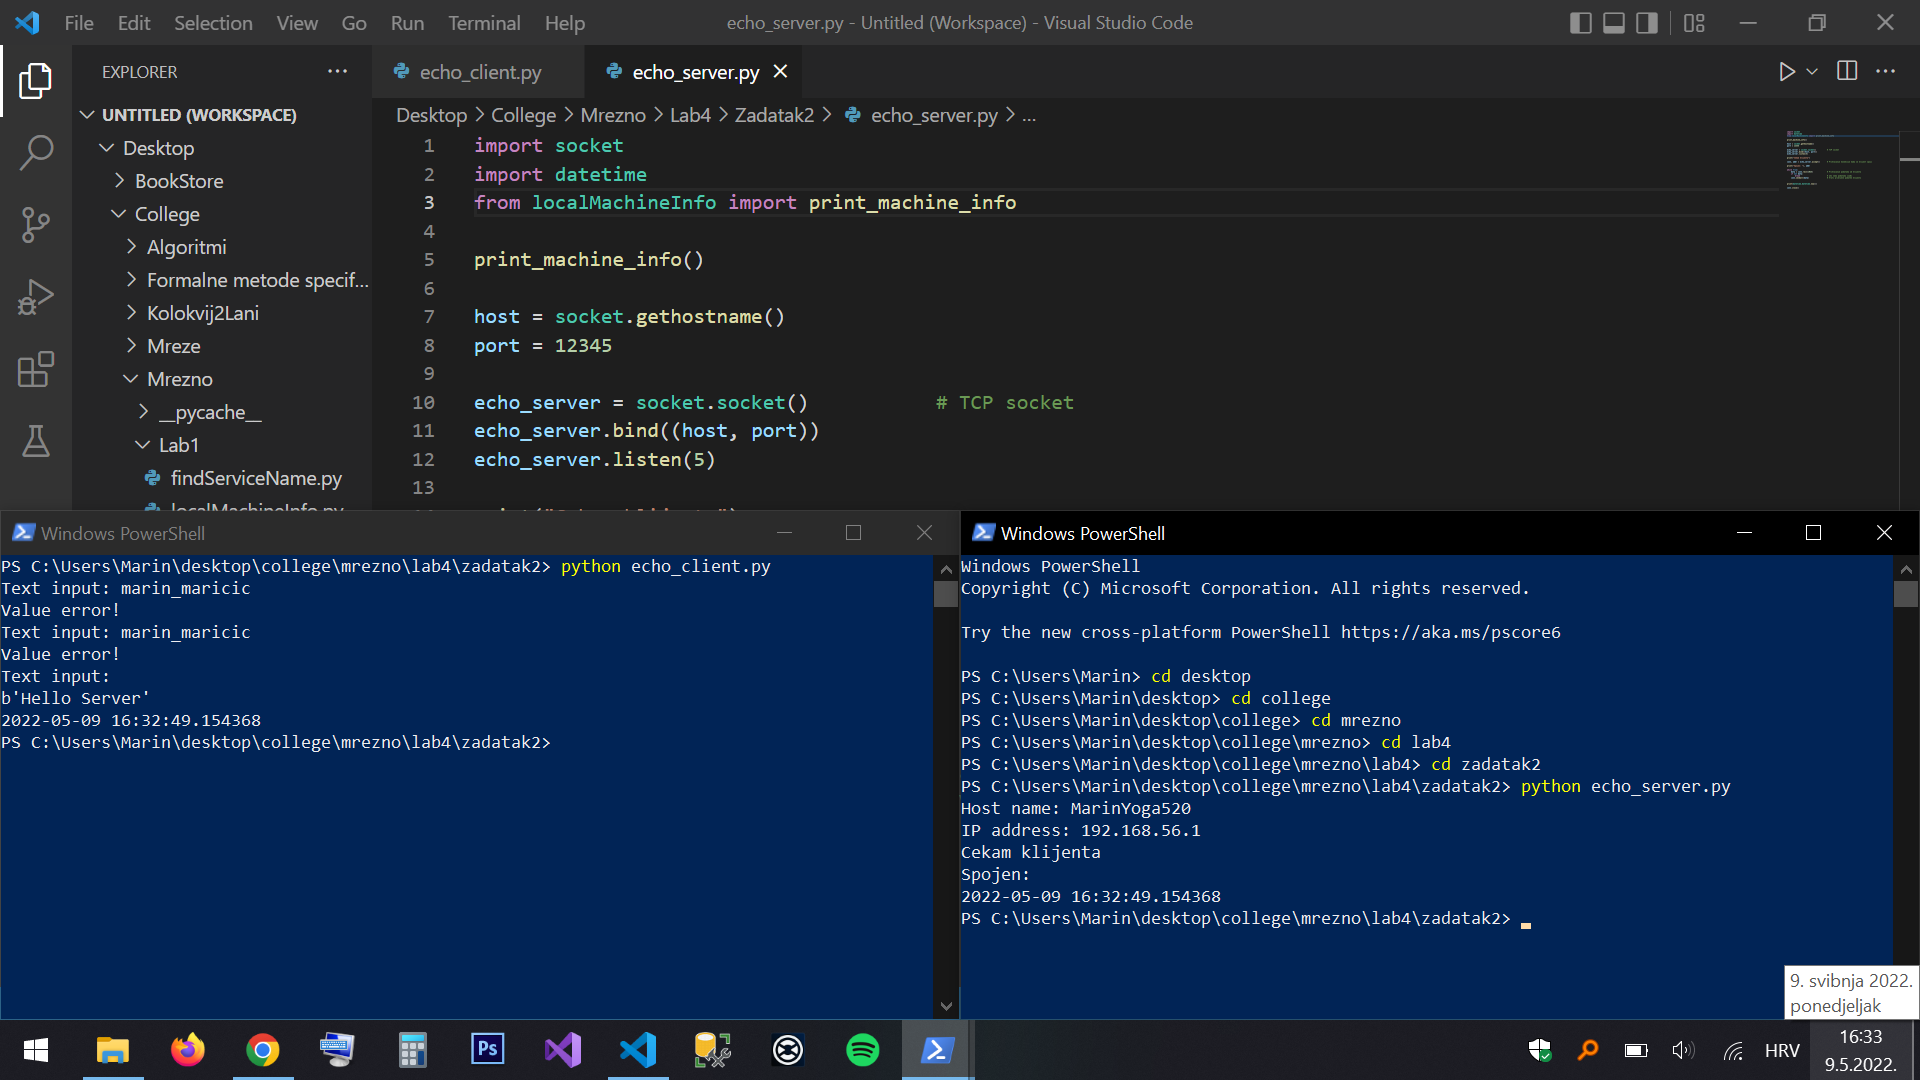 File Edit Selection View Go Run Terminal Help
echo_server.py - Untitled (Workspace) - Visual Studio Code
EXPLORER
echo_client.py
echo_server.py
UNTITLED (WORKSPACE)
Desktop
BookStore
College
Algoritmi
Formalne metode specif...
Kolokvij2Lani
Mreze
Mrezno
__pycache__
Lab1
findServiceName.py
localMachineInfo.py
Desktop > College > Mrezno > Lab4 > Zadatak2 > echo_server.py > ...
1 import socket
2 import datetime
3 from localMachineInfo import print_machine_info
4
5 print_machine_info()
6
7 host = socket.gethostname()
8 port = 12345
9
10 echo_server = socket.socket() # TCP socket
11 echo_server.bind((host, port))
12 echo_server.listen(5)
13
Windows PowerShell
PS C:\Users\Marin\desktop\college\mrezno\lab4\zadatak2> python echo_client.py
Text input: marin_maricic
Value error!
Text input: marin_maricic
Value error!
Text input:
b'Hello Server'
2022-05-09 16:32:49.154368
PS C:\Users\Marin\desktop\college\mrezno\lab4\zadatak2>
Windows PowerShell
Windows PowerShell
Copyright (C) Microsoft Corporation. All rights reserved.
Try the new cross-platform PowerShell https://aka.ms/pscore6
PS C:\Users\Marin> cd desktop
PS C:\Users\Marin\desktop> cd college
PS C:\Users\Marin\desktop\college> cd mrezno
PS C:\Users\Marin\desktop\college\mrezno> cd lab4
PS C:\Users\Marin\desktop\college\mrezno\lab4> cd zadatak2
PS C:\Users\Marin\desktop\college\mrezno\lab4\zadatak2> python echo_server.py
Host name: MarinYoga520
IP address: 192.168.56.1
Cekam klijenta
Spojen:
2022-05-09 16:32:49.154368
PS C:\Users\Marin\desktop\college\mrezno\lab4\zadatak2>
9. svibnja 2022.
ponedjeljak
Ps
HRV
16:33
9.5.2022.